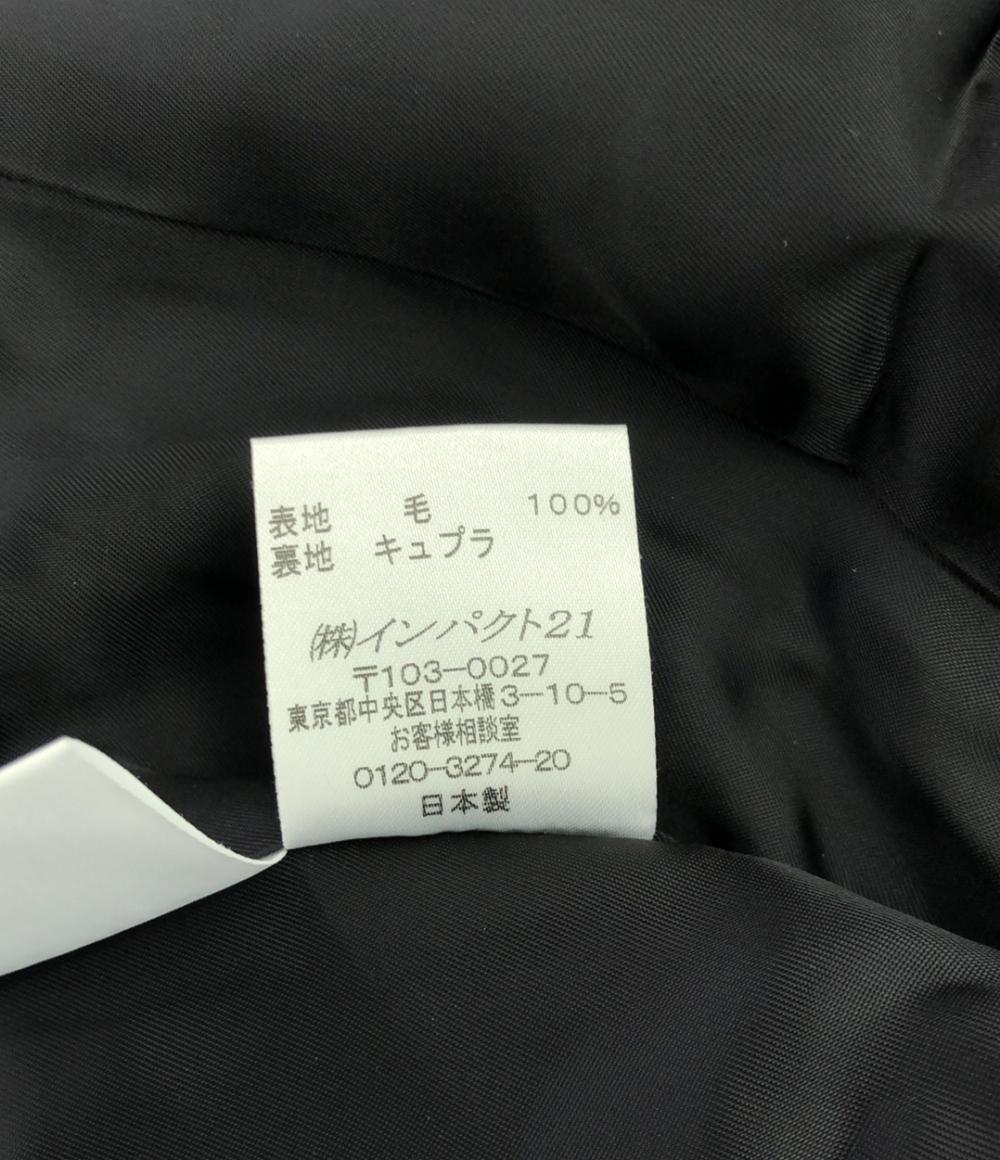 表地 毛 100%
裏地 キュプラ
㈱インパクト21
〒103-0027
東京都中央区日本橋3-10-5
お客様相談室
0120-3274-20
日本製